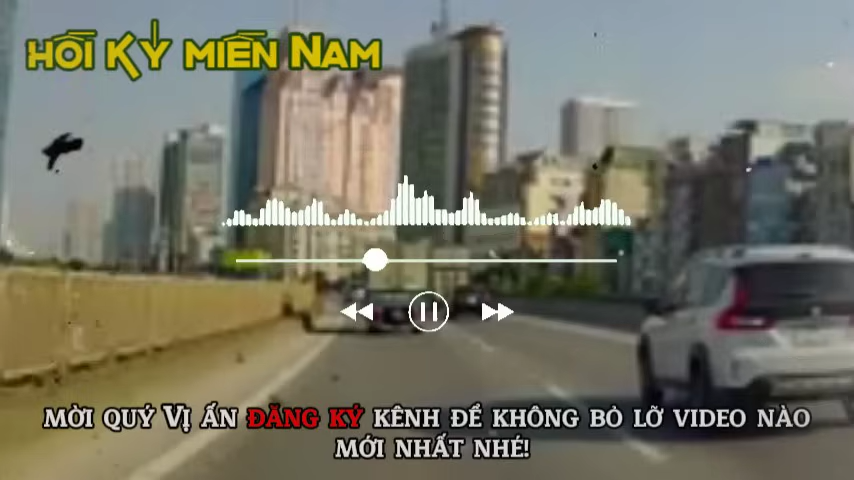 HỒI KÝ MIỀN NAM
MỜI QUÝ VỊ ẤN ĐĂNG KÝ KÊNH ĐỂ KHÔNG BỎ LỠ VIDEO NÀO
MỚI NHẤT NHÉ!